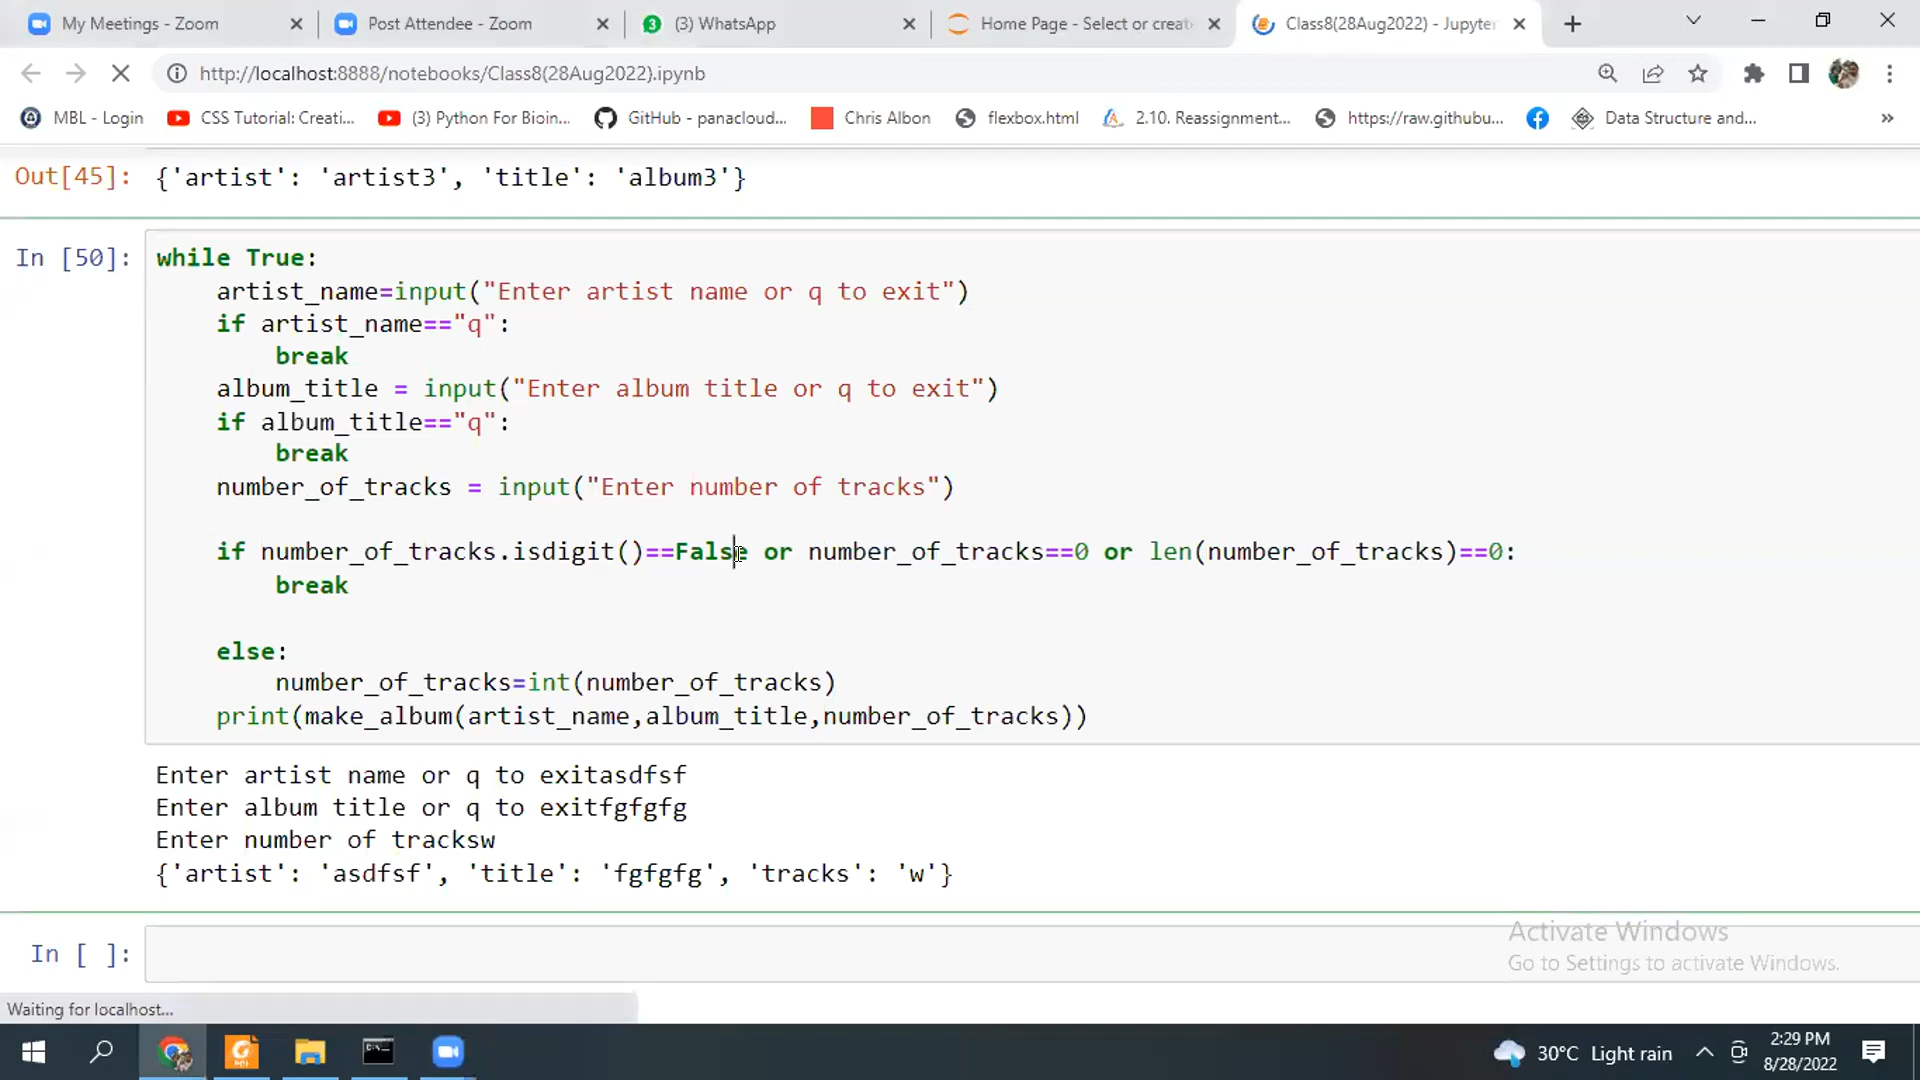 My Meetings - Zoom
Post Attendee - Zoom
3 (3) WhatsApp
Home Page - Select or create
Class8(28Aug2022) - Jupyter
http://localhost:8888/notebooks/Class8(28Aug2022).ipynb
MBL - Login
CSS Tutorial: Creati...
(3) Python For Bioin...
GitHub - panacloud...
Chris Albon
flexbox.html
2.10. Reassignment...
https://raw.githubu...
Data Structure and...
»
Out[45]: {'artist': 'artist3', 'title': 'album3'}
In [50]: while True:
artist_name=input("Enter artist name or q to exit")
if artist_name=="q":
break
album_title = input("Enter album title or q to exit")
if album_title=="q":
break
number_of_tracks = input("Enter number of tracks")
if number_of_tracks.isdigit()==False or number_of_tracks==0 or len(number_of_tracks)==0:
break
else:
number_of_tracks=int(number_of_tracks)
print(make_album(artist_name,album_title,number_of_tracks))
Enter artist name or q to exitasdfsf
Enter album title or q to exitfgfgfg
Enter number of tracksw
{'artist': 'asdfsf', 'title': 'fgfgfg', 'tracks': 'w'}
In [ ]:
Activate Windows
Go to Settings to activate Windows.
Waiting for localhost...
PDF
30°C Light rain
2:29 PM
8/28/2022